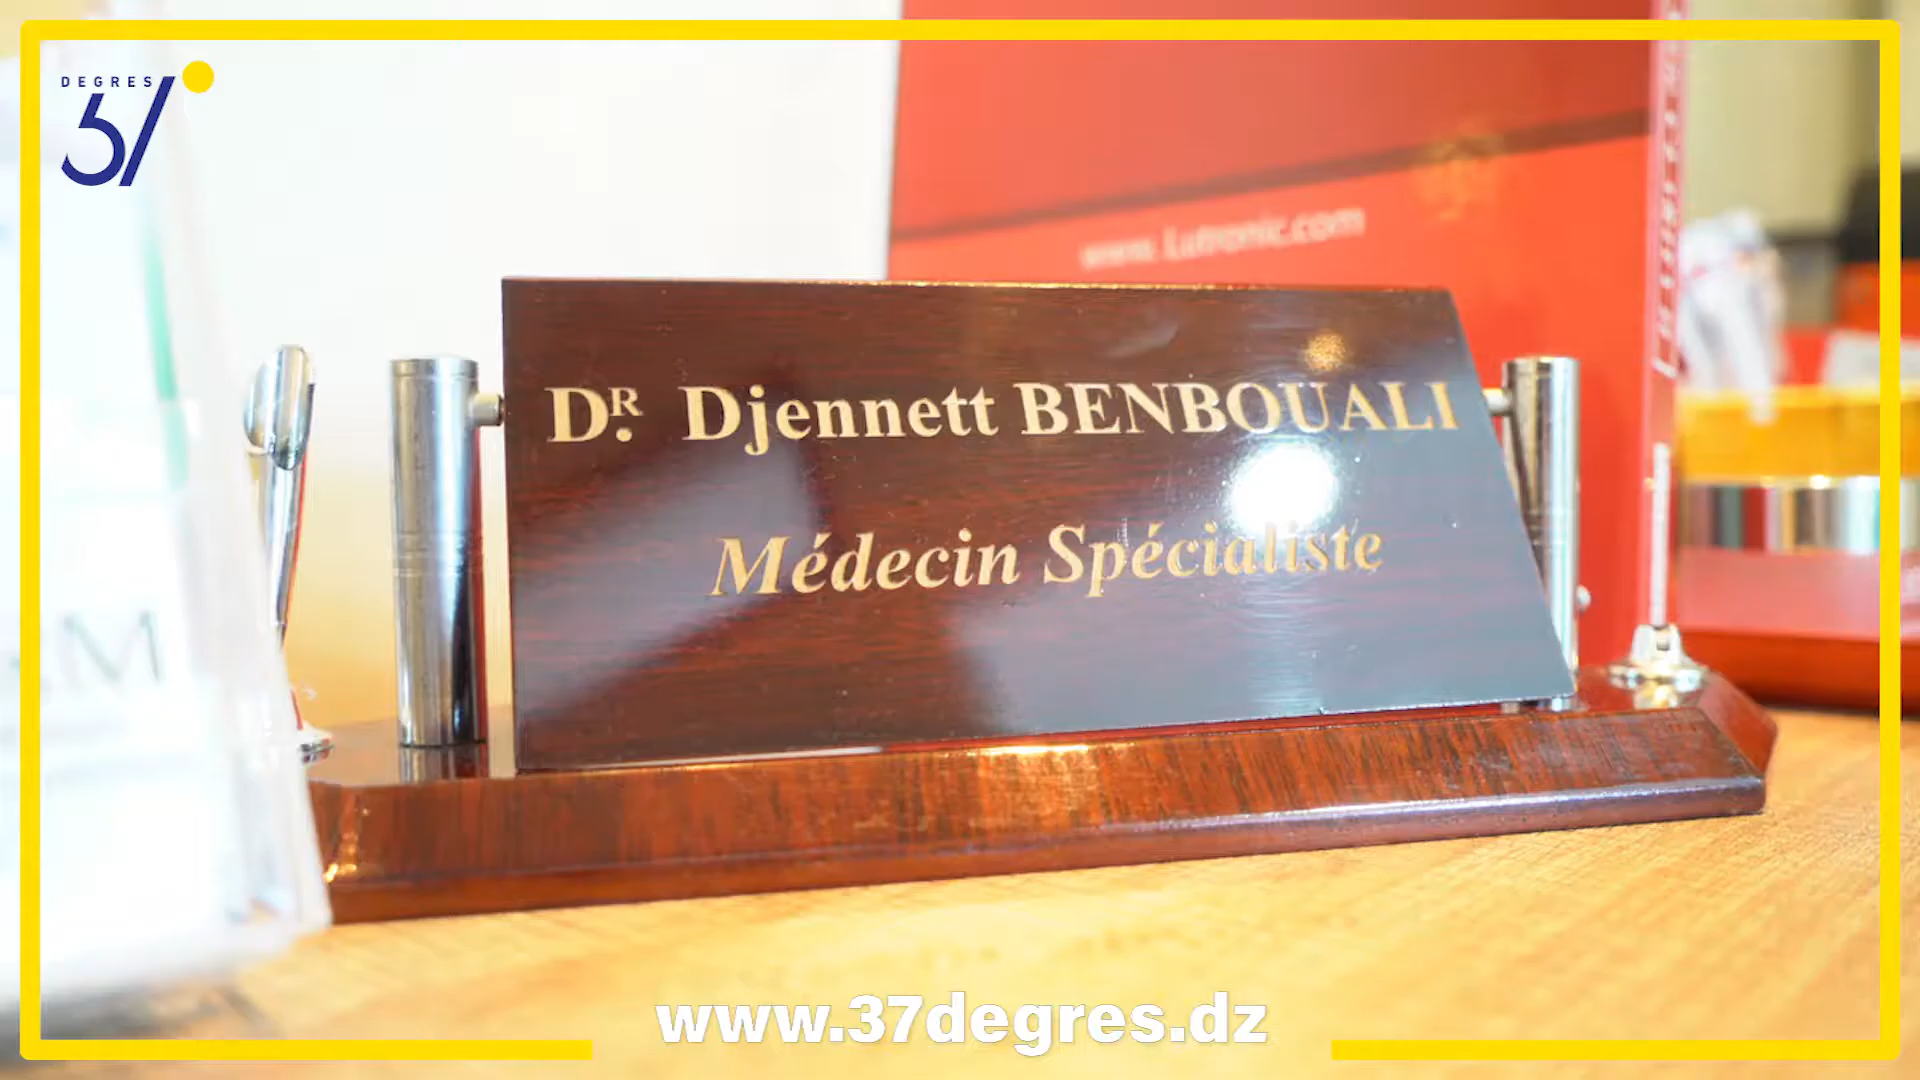 DEGRES
37
www. Lutronic.com
DR. Djennett BENBOUALI
Médecin Spécialiste
M
www.37degres.dz